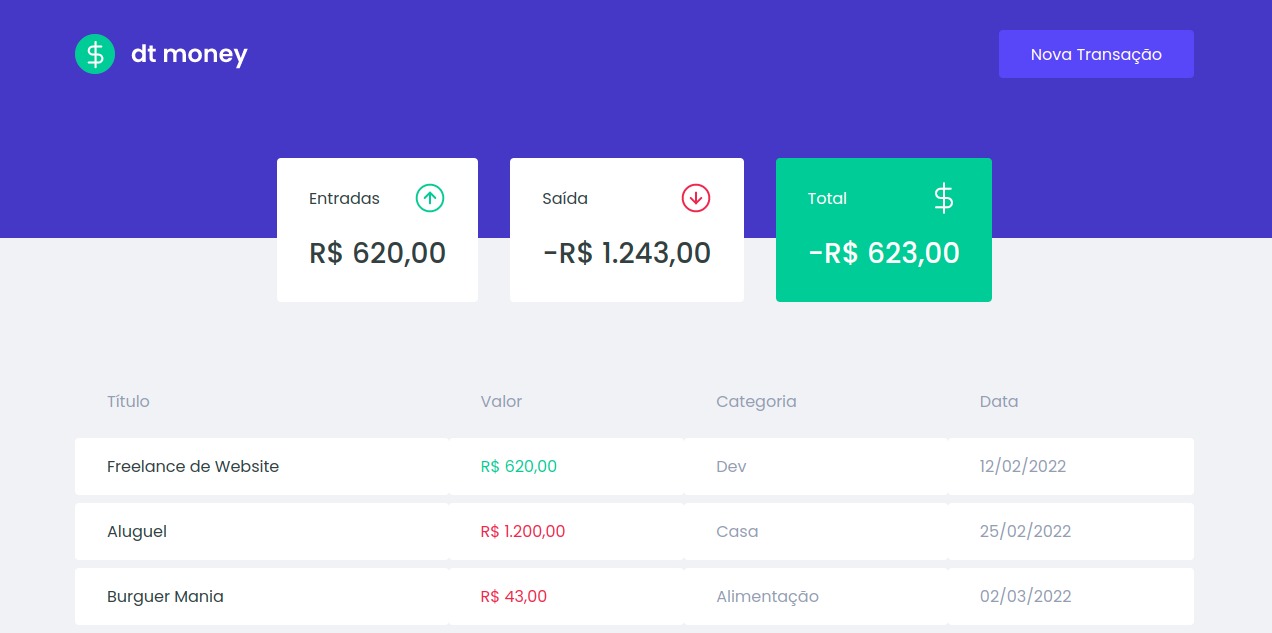 dt money
Nova Transação
Entradas
R$ 620,00
Saída
-R$ 1.243,00
Total
-R$ 623,00
Título Valor Categoria Data
Freelance de Website R$ 620,00 Dev 12/02/2022
Aluguel R$ 1.200,00 Casa 25/02/2022
Burguer Mania R$ 43,00 Alimentação 02/03/2022